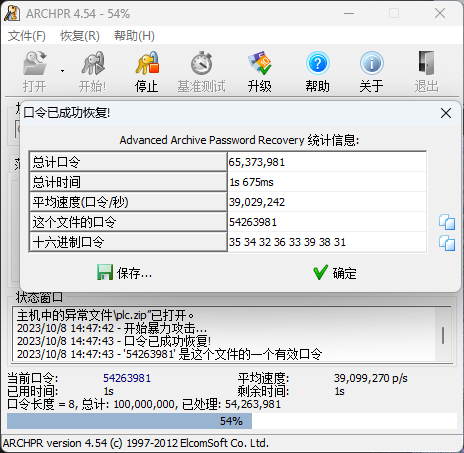 ARCHPR 4.54 - 54%
文件(F) 恢复(R) 帮助(H)
打开 开始! 停止 基准测试 升级 帮助 关于 退出
口令已成功恢复!
Advanced Archive Password Recovery 统计信息:
总计口令 65,373,981
总计时间 1s 675ms
平均速度(口令/秒) 39,029,242
这个文件的口令 54263981
十六进制口令 35 34 32 36 33 39 38 31
保存... 确定
状态窗口
主机中的异常文件\plc.zip"已打开。
2023/10/8 14:47:42 - 开始暴力攻击...
2023/10/8 14:47:43 - 口令已成功恢复!
2023/10/8 14:47:43 - '54263981' 是这个文件的一个有效口令
当前口令: 54263981 平均速度: 39,099,270 p/s
已用时间: 1s 剩余时间: 1s
口令长度 = 8, 总计: 100,000,000, 已处理: 54,263,981
54%
ARCHPR version 4.54 (c) 1997-2012 ElcomSoft Co. Ltd.